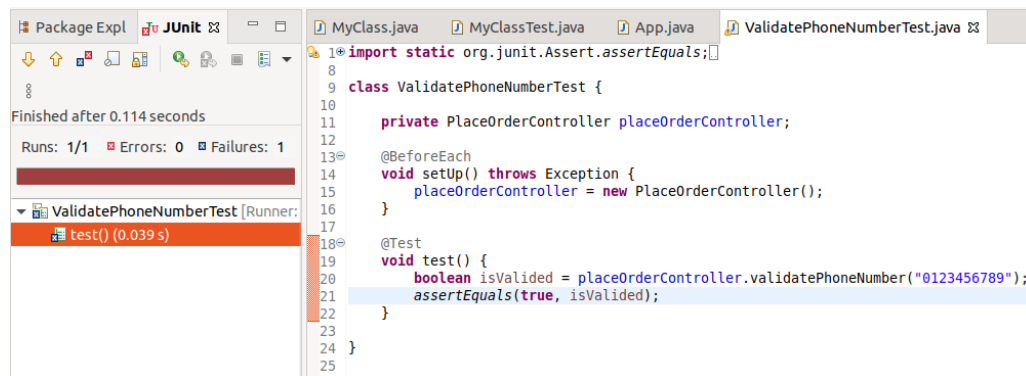 Package Expl JUnit
MyClass.java MyClassTest.java App.java ValidatePhoneNumberTest.java
Finished after 0.114 seconds
Runs: 1/1 Errors: 0 Failures: 1
ValidatePhoneNumberTest [Runner:
test() (0.039 s)
1 import static org.junit.Assert.assertEquals;
8
9 class ValidatePhoneNumberTest {
10
11 private PlaceOrderController placeOrderController;
12
13 @BeforeEach
14 void setUp() throws Exception {
15 placeOrderController = new PlaceOrderController();
16 }
17
18 @Test
19 void test() {
20 boolean isValided = placeOrderController.validatePhoneNumber("0123456789");
21 assertEquals(true, isValided);
22 }
23
24 }
25